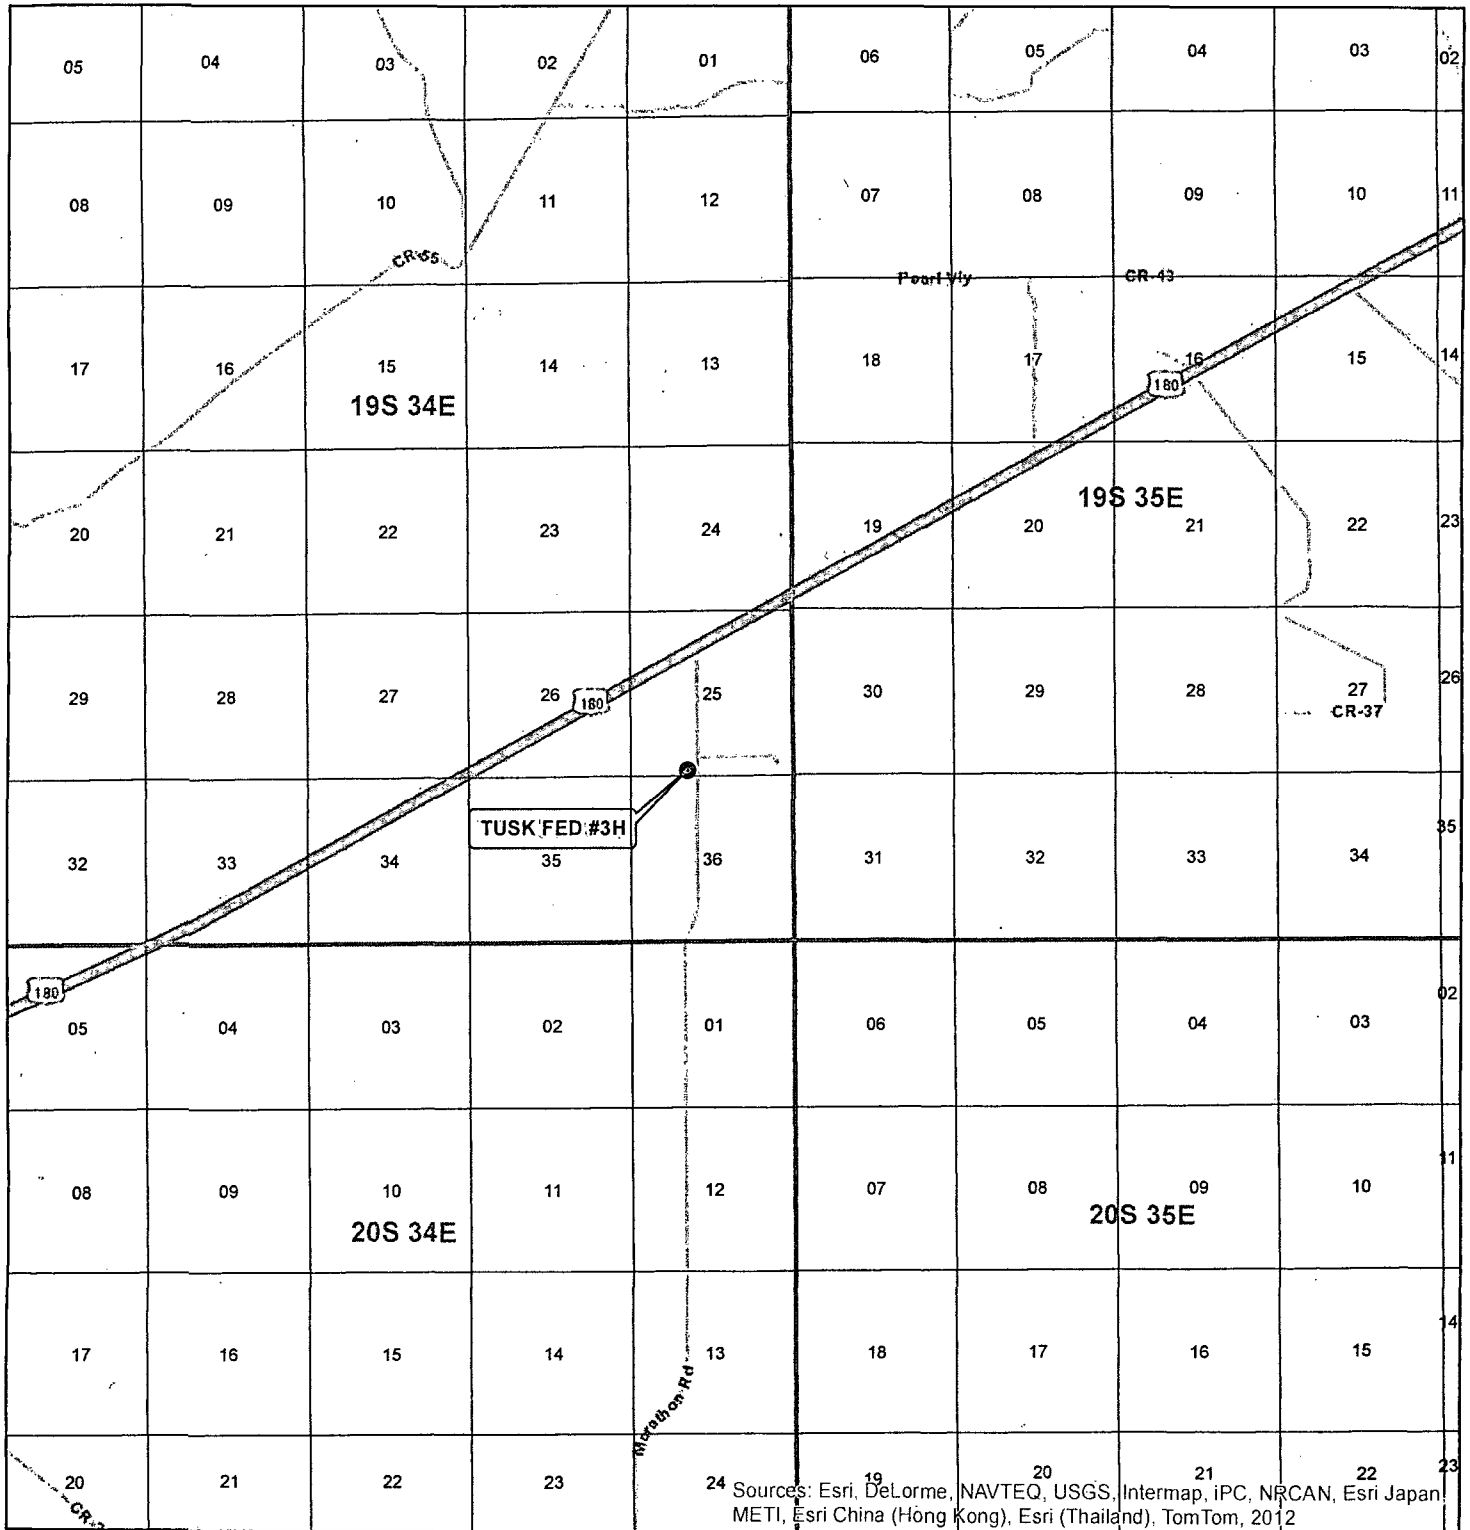 05 04 03 02 01 06 05 04 03 02
08 09 10 11 12 07 08 09 10 11
CR-55
Pearl Vly CR-43
17 16 15 14 13 18 17 16 15 14
180
19S 34E
19S 35E
20 21 22 23 24 19 20 21 22 23
29 28 27 26 25 30 29 28 27 26
180
CR-37
TUSK FED #3H
32 33 34 35 36 31 32 33 34 35
180
05 04 03 02 01 06 05 04 03 02
08 09 10 11 12 07 08 09 10 11
20S 34E
20S 35E
17 16 15 14 13 18 17 16 15 14
Marathon Rd
20 21 22 23 24 19 20 21 22 23
Sources: Esri, DeLorme, NAVTEQ, USGS, Intermap, iPC, NRCAN, Esri Japan
METI, Esri China (Hong Kong), Esri (Thailand), TomTom, 2012